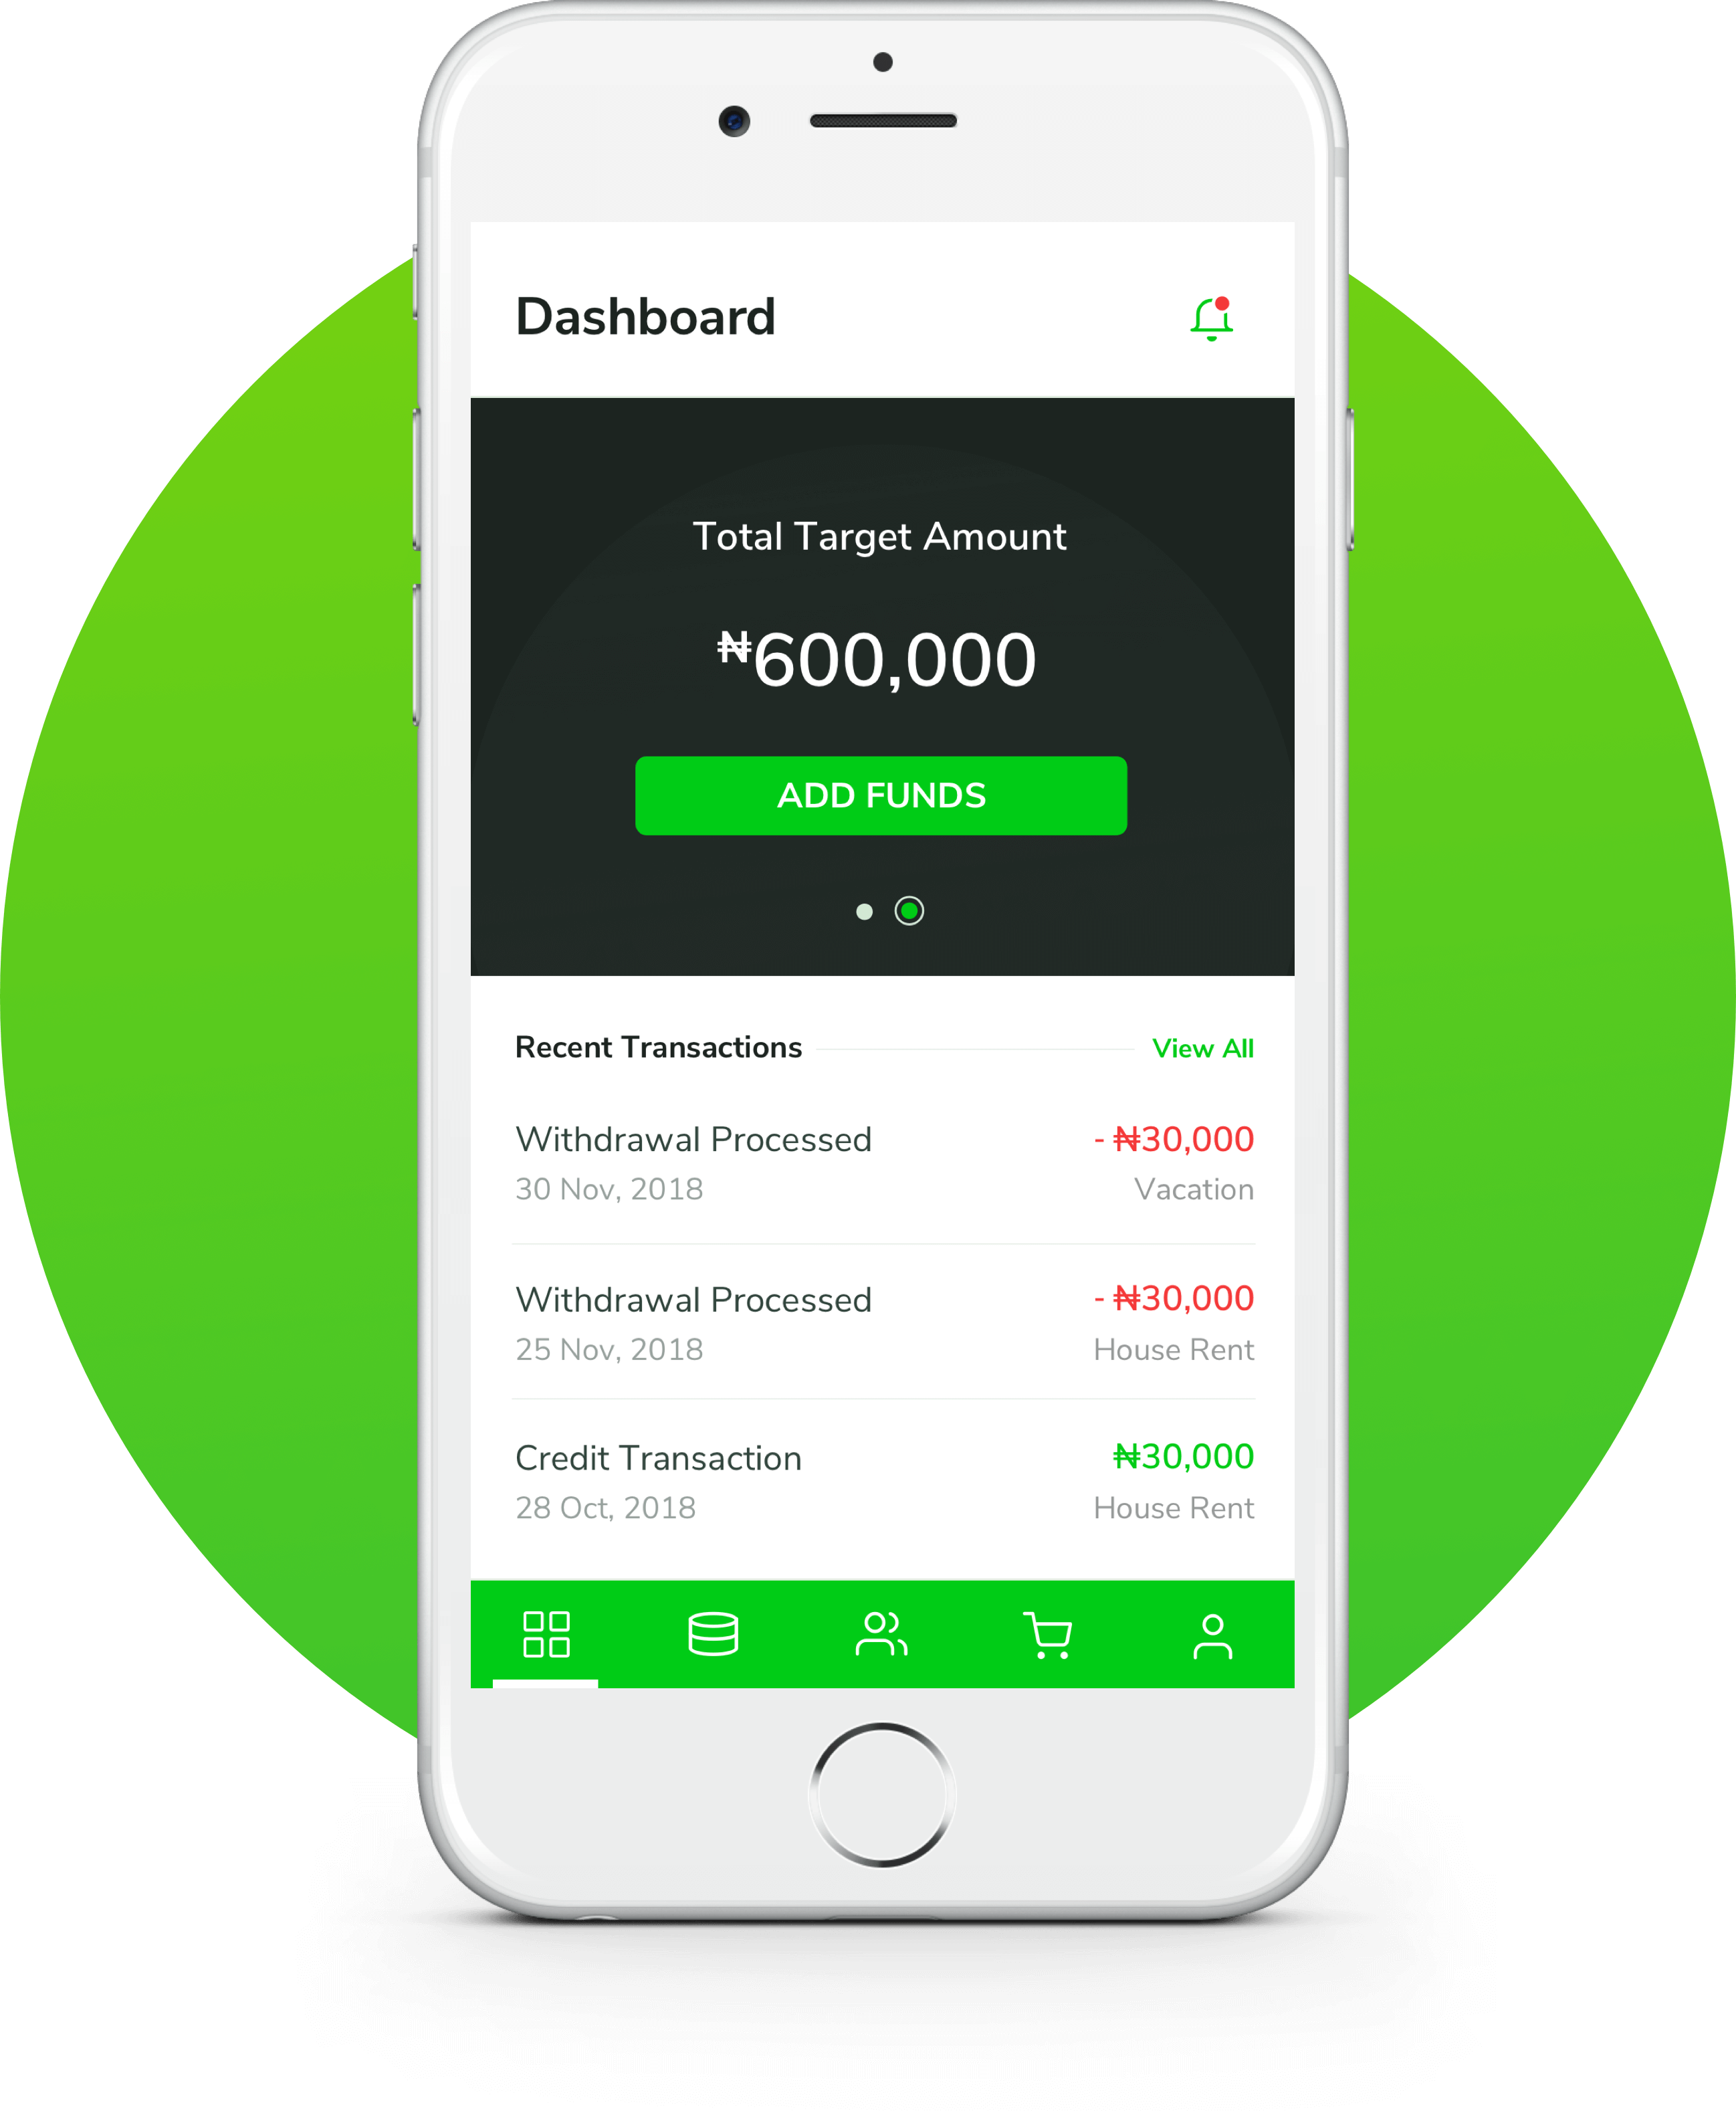 Dashboard
Total Target Amount
₦600,000
ADD FUNDS
Recent Transactions View All
Withdrawal Processed - ₦30,000
30 Nov, 2018 Vacation
Withdrawal Processed - ₦30,000
25 Nov, 2018 House Rent
Credit Transaction ₦30,000
28 Oct, 2018 House Rent